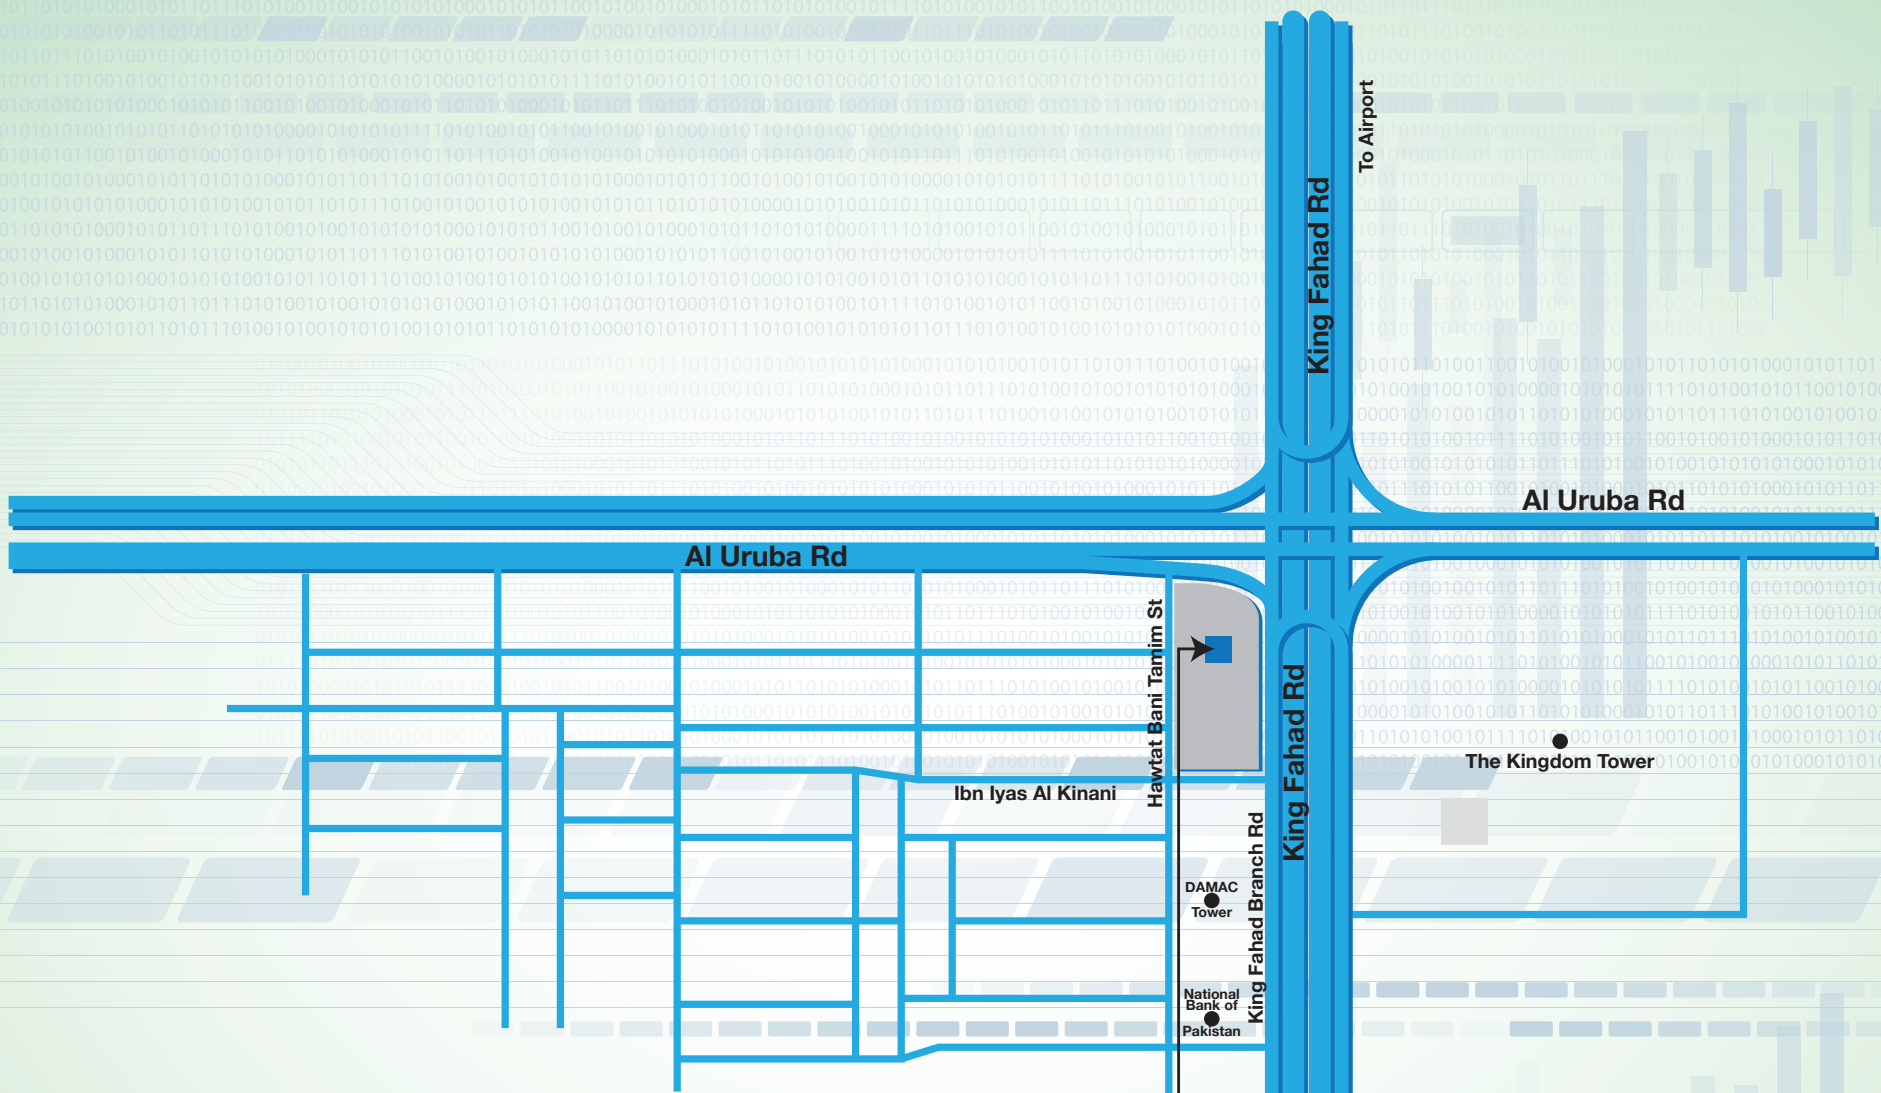 To Airport
King Fahad Rd
Al Uruba Rd
Al Uruba Rd
Hawtat Bani Tamim St
King Fahad Rd
The Kingdom Tower
Ibn Iyas Al Kinani
King Fahad Branch Rd
DAMAC
Tower
National
Bank of
Pakistan